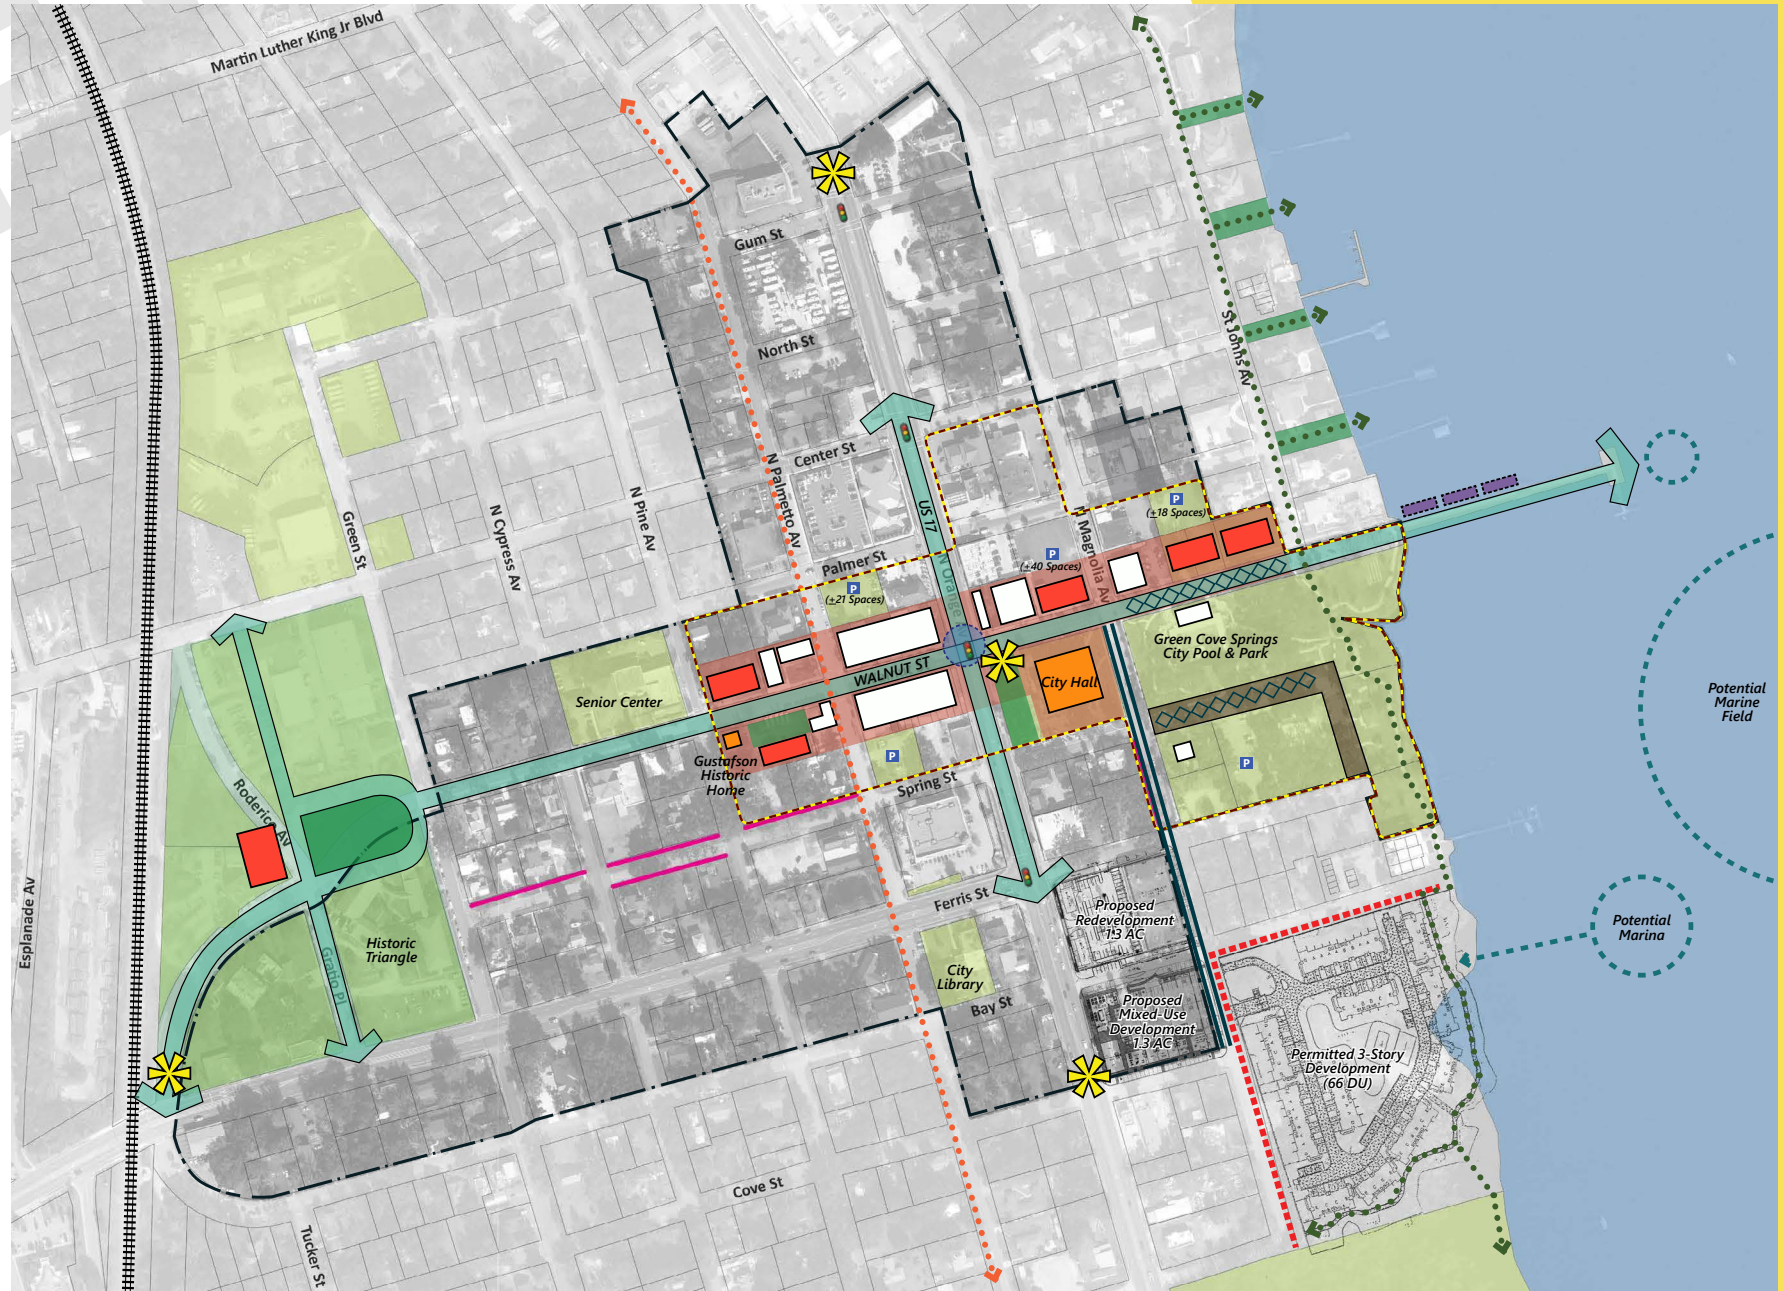 Martin Luther King Jr Blvd
Gum St
North St
St Johns Av
Center St
N Palmetto Av
N Pine Av
N Cypress Av
Green St
US 17
N Orange
Magnolia Av
P
(±18 Spaces)
P
(±40 Spaces)
Palmer St
P
(±21 Spaces)
WALNUT ST
Green Cove Springs
City Pool & Park
City Hall
Senior Center
Potential
Marine
Field
Gustafson
Historic
Home
P
P
Spring St
Roderico Av
Ferris St
Proposed
Redevelopment
1.3 AC
Potential
Marina
Esplanade Av
Historic
Triangle
Gratio Pl
City
Library
Bay St
Proposed
Mixed-Use
Development
1.3 AC
Permitted 3-Story
Development
(66 DU)
Cove St
Tucker St